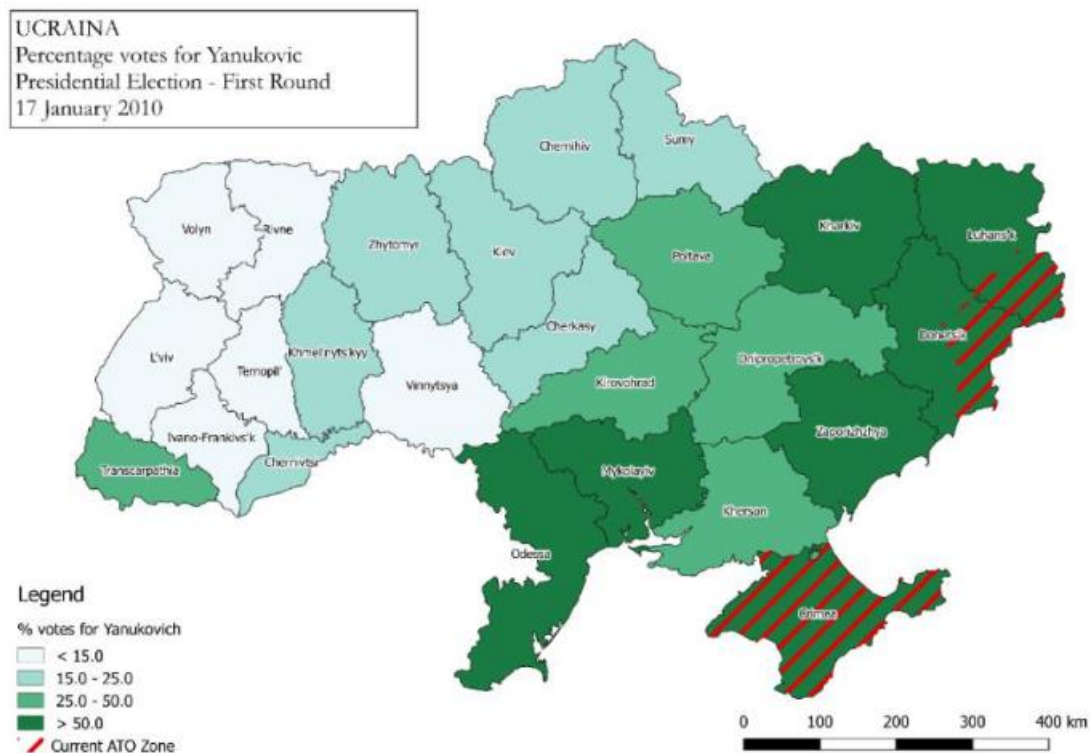 UCRAINA
Percentage votes for Yanukovic
Presidential Election - First Round
17 January 2010
Chernihiv
Sumy
Volyn
Rivne
Zhytomyr
Kiev
Kharkiv
Luhans'k
Poltava
L'viv
Ternopil'
Khmel'nyts'kyy
Cherkasy
Donets'k
Vinnytsya
Kirovohrad
Dnipropetrovs'k
Ivano-Frankivs'k
Zaporizhzhya
Transcarpathia
Chernivtsi
Mykolayiv
Kherson
Odessa
Crimea
Legend
% votes for Yanukovich
< 15.0
15.0 - 25.0
25.0 - 50.0
> 50.0
Current ATO Zone
0 100 200 300 400 km